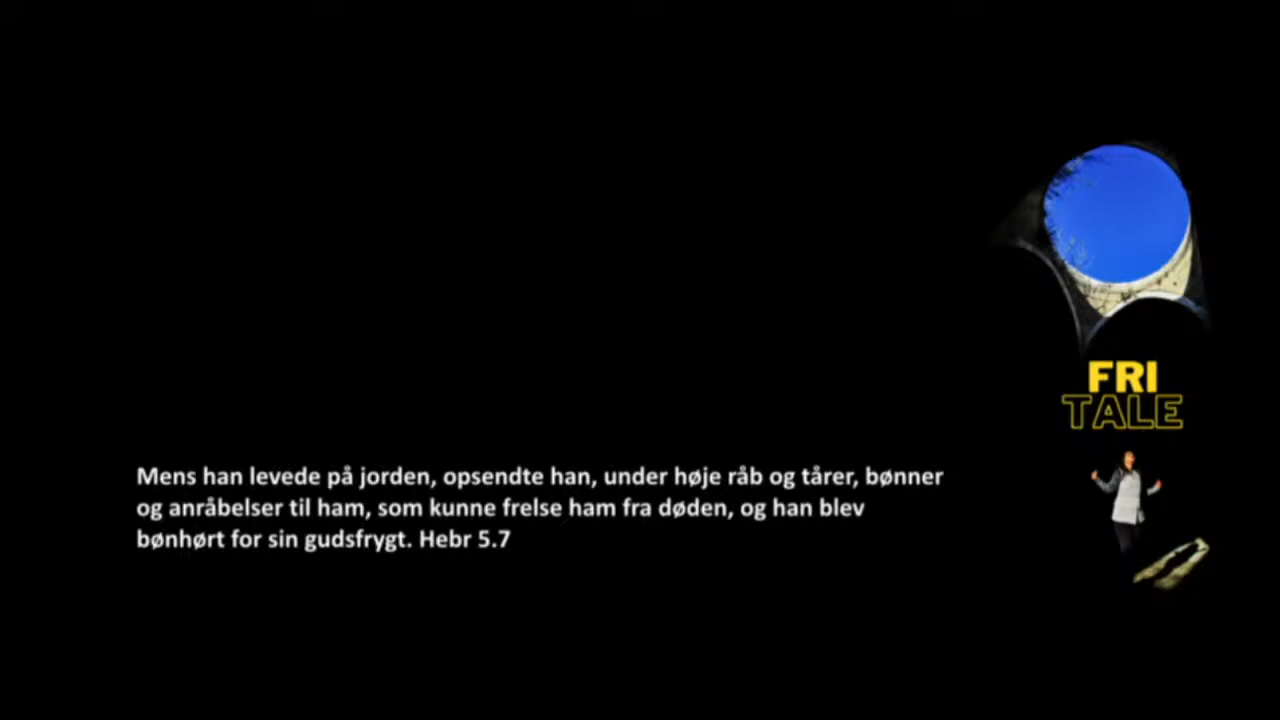 FRI
TALE
Mens han levede på jorden, opsendte han, under høje råb og tårer, bønner
og anråbelser til ham, som kunne frelse ham fra døden, og han blev
bønhørt for sin gudsfrygt. Hebr 5.7